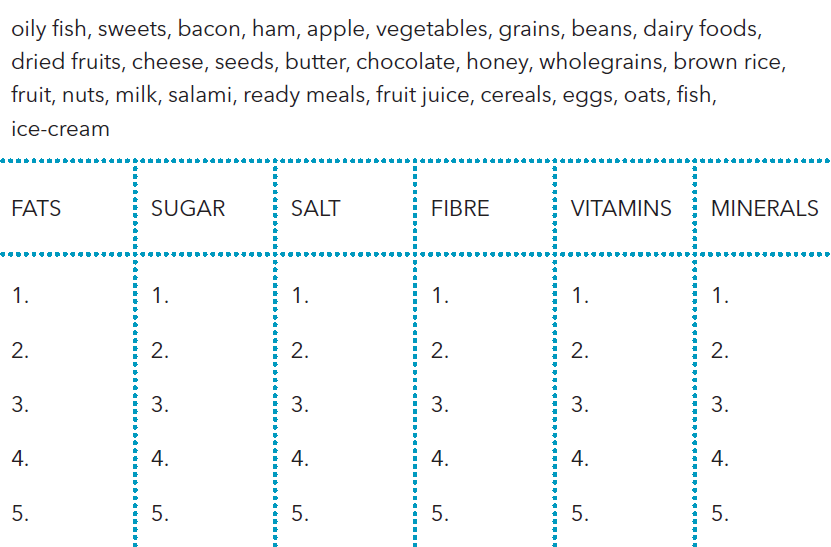 oily fish, sweets, bacon, ham, apple, vegetables, grains, beans, dairy foods,
dried fruits, cheese, seeds, butter, chocolate, honey, wholegrains, brown rice,
fruit, nuts, milk, salami, ready meals, fruit juice, cereals, eggs, oats, fish,
ice-cream
FATS SUGAR SALT FIBRE VITAMINS MINERALS
1. 1. 1. 1. 1. 1.
2. 2. 2. 2. 2. 2.
3. 3. 3. 3. 3. 3.
4. 4. 4. 4. 4. 4.
5. 5. 5. 5. 5. 5.